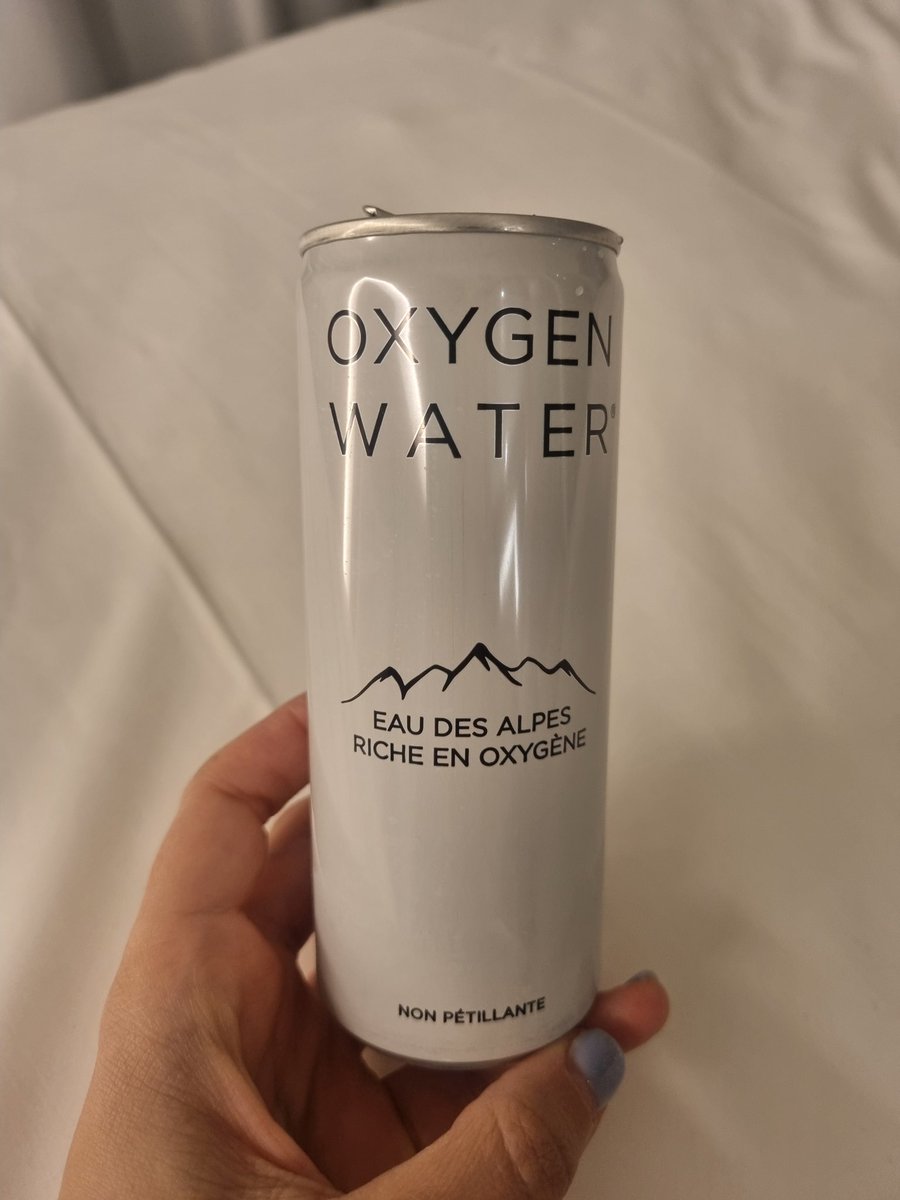 OXYGEN
WATER®
EAU DES ALPES
RICHE EN OXYGÈNE
NON PÉTILLANTE